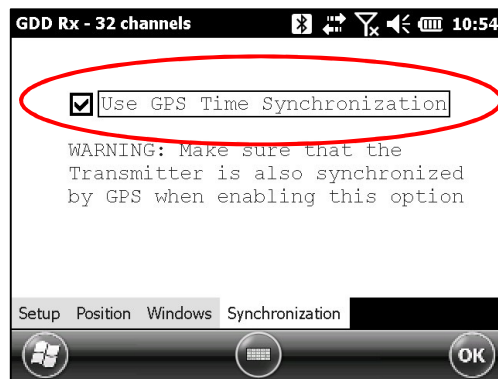 GDD Rx - 32 channels 10:54
Use GPS Time Synchronization
WARNING: Make sure that the
Transmitter is also synchronized
by GPS when enabling this option
Setup Position Windows Synchronization
OK